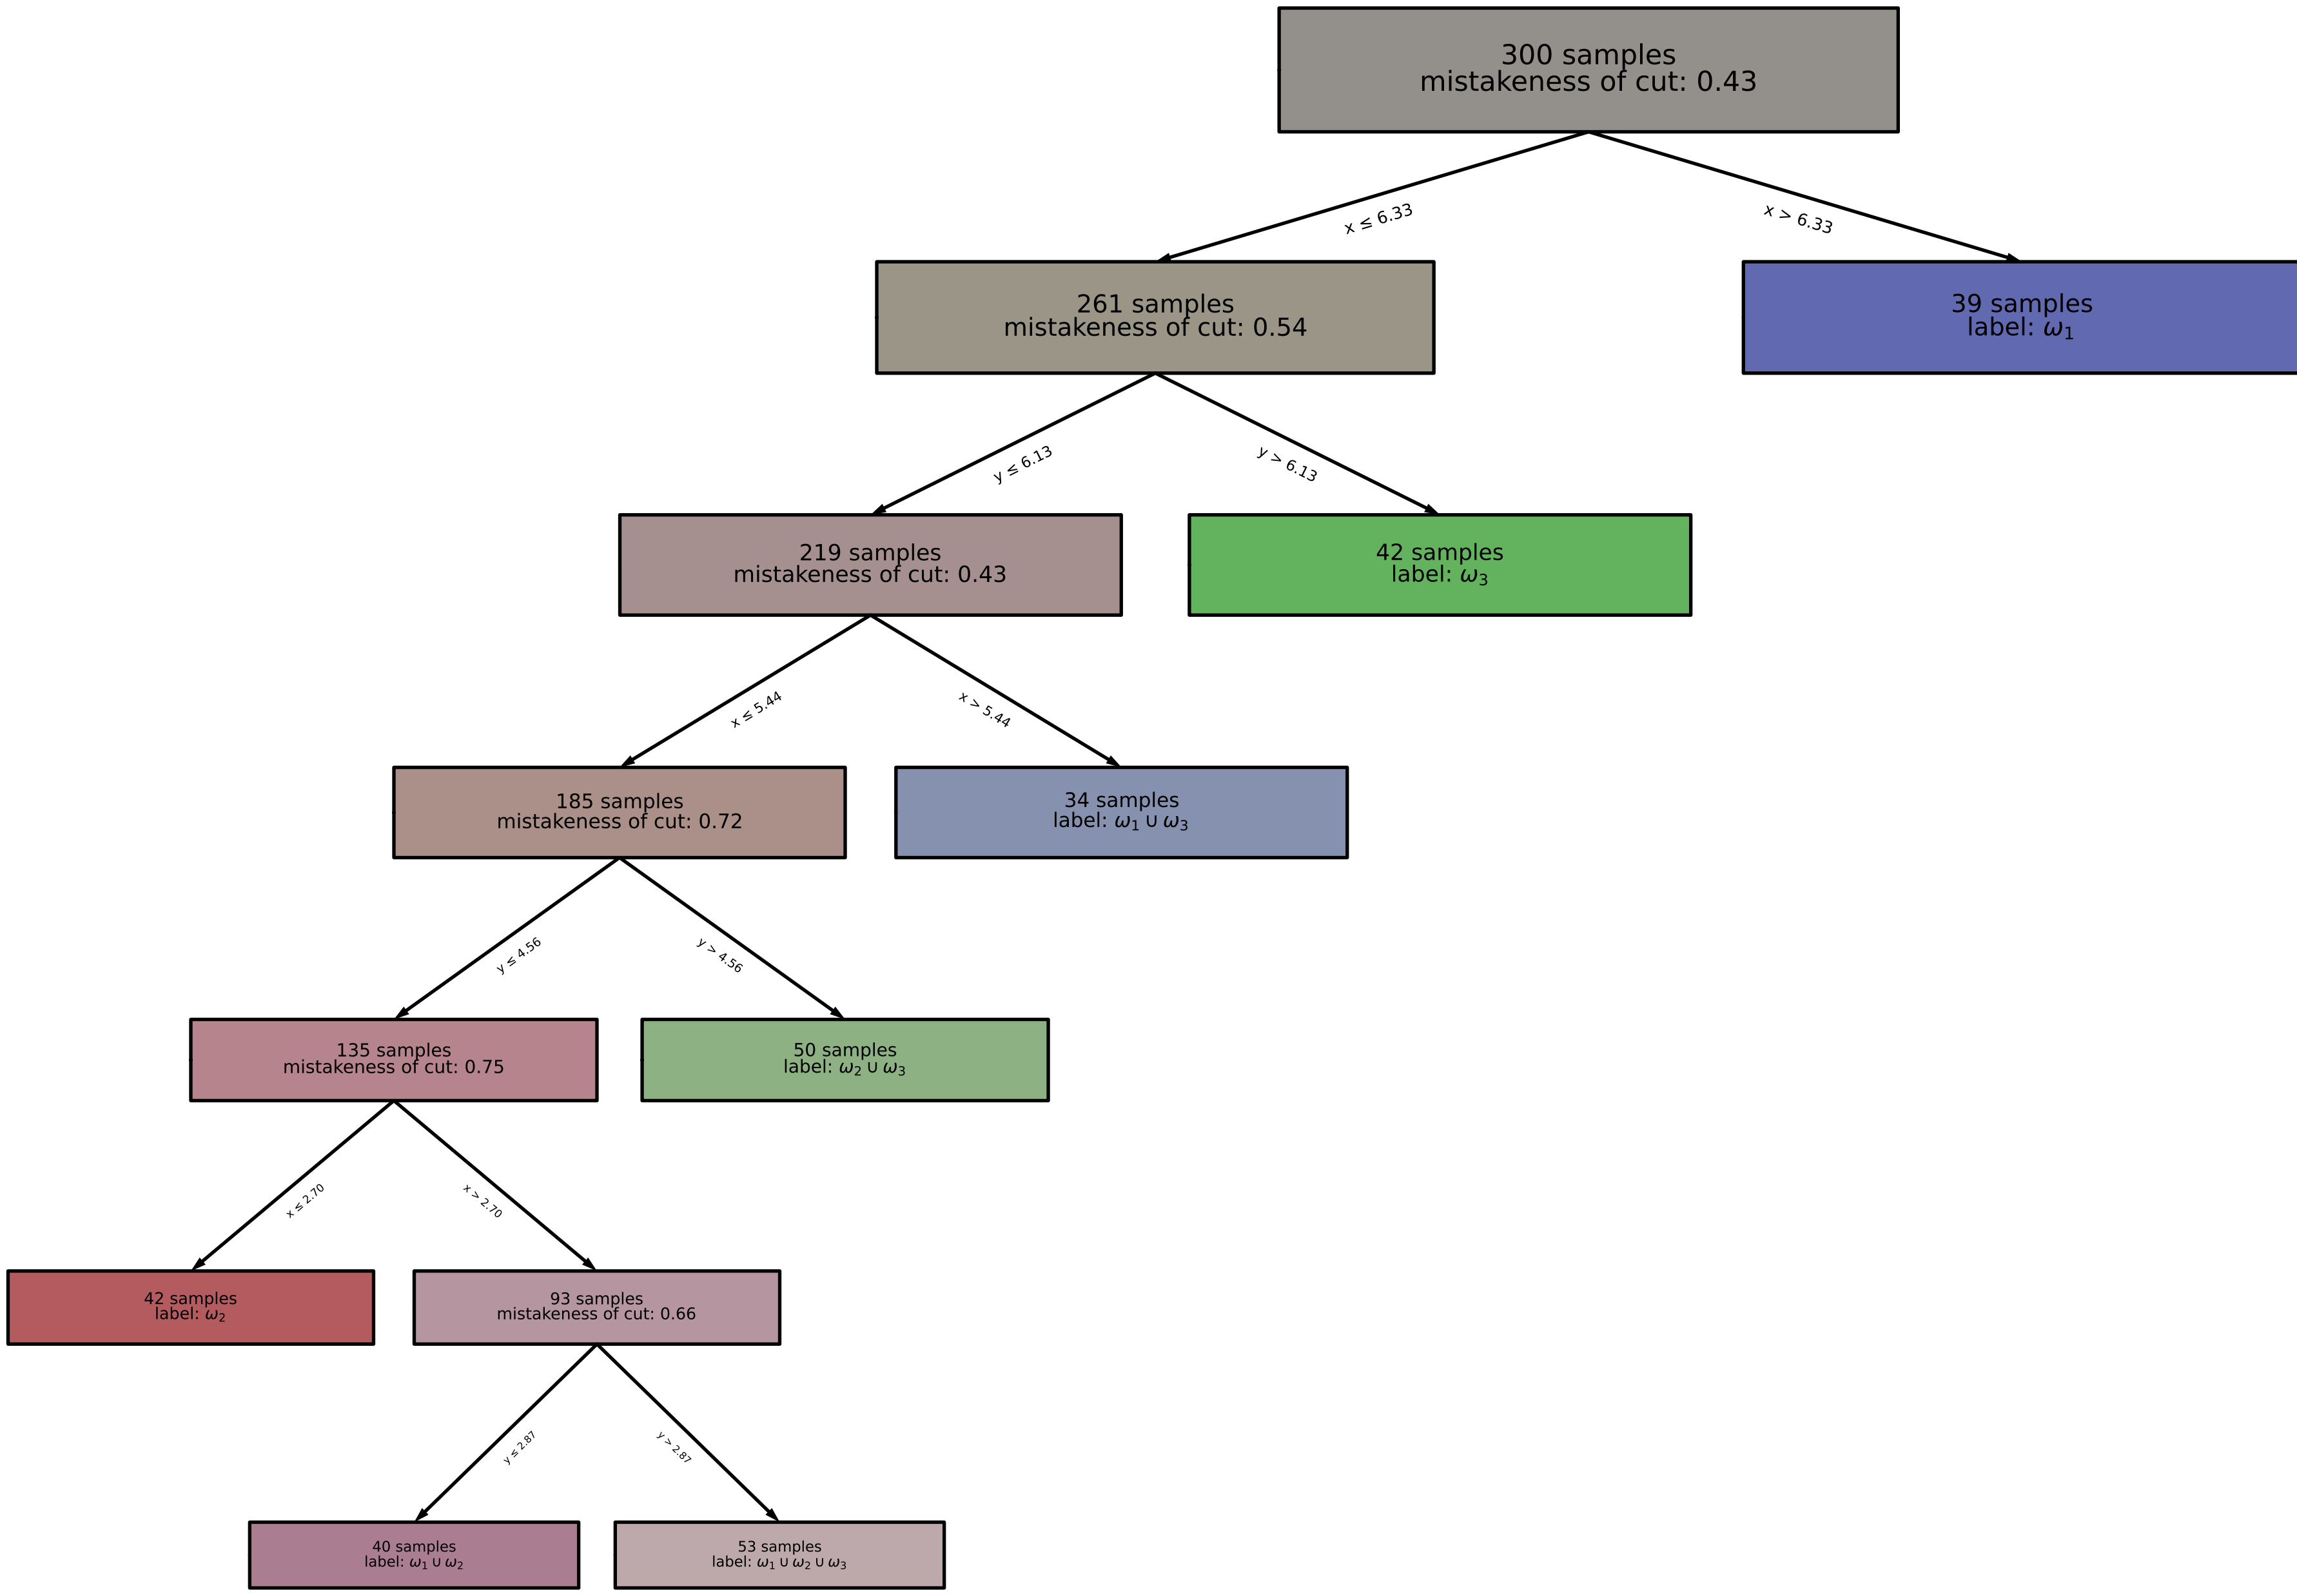 300 samples
mistakeness of cut: 0.43
x ≤ 6.33
x > 6.33
261 samples
mistakeness of cut: 0.54
39 samples
label: ω₁
y ≤ 6.13
y > 6.13
219 samples
mistakeness of cut: 0.43
42 samples
label: ω₃
x ≤ 5.44
x > 5.44
185 samples
mistakeness of cut: 0.72
34 samples
label: ω₁ ∪ ω₃
y ≤ 4.56
y > 4.56
135 samples
mistakeness of cut: 0.75
50 samples
label: ω₂ ∪ ω₃
x ≤ 2.70
x > 2.70
42 samples
label: ω₂
93 samples
mistakeness of cut: 0.66
y ≤ 2.87
y > 2.87
40 samples
label: ω₁ ∪ ω₂
53 samples
label: ω₁ ∪ ω₂ ∪ ω₃